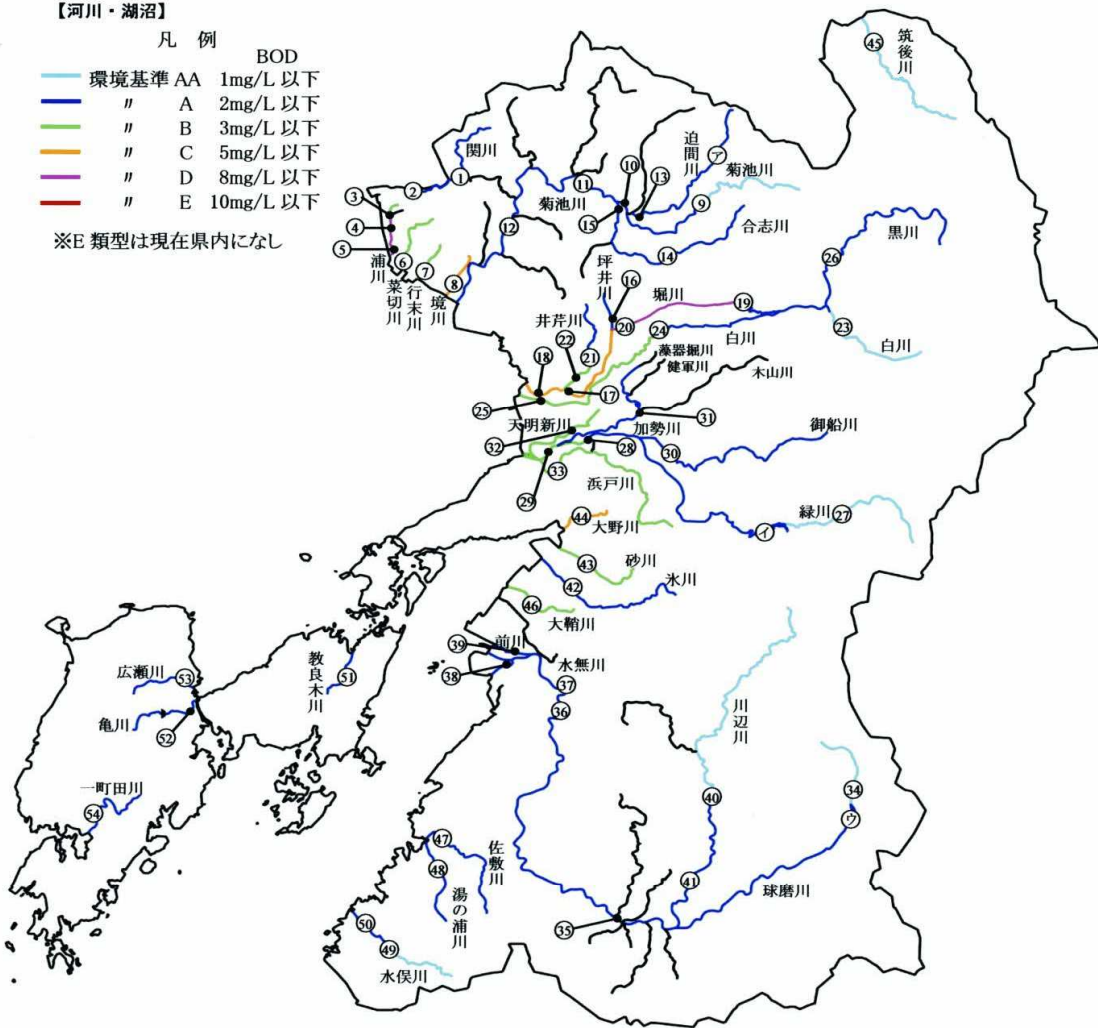 【河川・湖沼】
凡 例
BOD
環境基準 AA 1mg/L 以下
〃 A 2mg/L 以下
〃 B 3mg/L 以下
〃 C 5mg/L 以下
〃 D 8mg/L 以下
〃 E 10mg/L 以下
※E 類型は現在県内になし
㊺
筑後川
関川
①
②
迫間川
㋐
菊池川
⑨
⑩
⑬
⑪
菊池川
⑮
⑫
合志川
⑭
③
④
⑤
⑥
⑦
⑧
浦川
菜切川
行末川
境川
黒川
㉖
坪井川
⑯
堀川
⑲
⑳
㉓
白川
井芹川
㉒
㉑
㉔
白川
⑱
⑰
㉕
藻器堀川
健軍川
木山川
㉛
天明新川
加勢川
㉜
㉘
㉚
御船川
㉝
㉙
浜戸川
緑川
㉗
㋑
㊹
大野川
㊸
砂川
㊷
氷川
㊻
大鞘川
㊴
前川
㊳
水無川
㊲
㊱
教良木川
51
広瀬川
53
亀川
52
一町田川
54
川辺川
㊵
㉞
㋒
㊶
球磨川
㉟
㊼
佐敷川
㊽
湯の浦川
㊿
㊾
水俣川